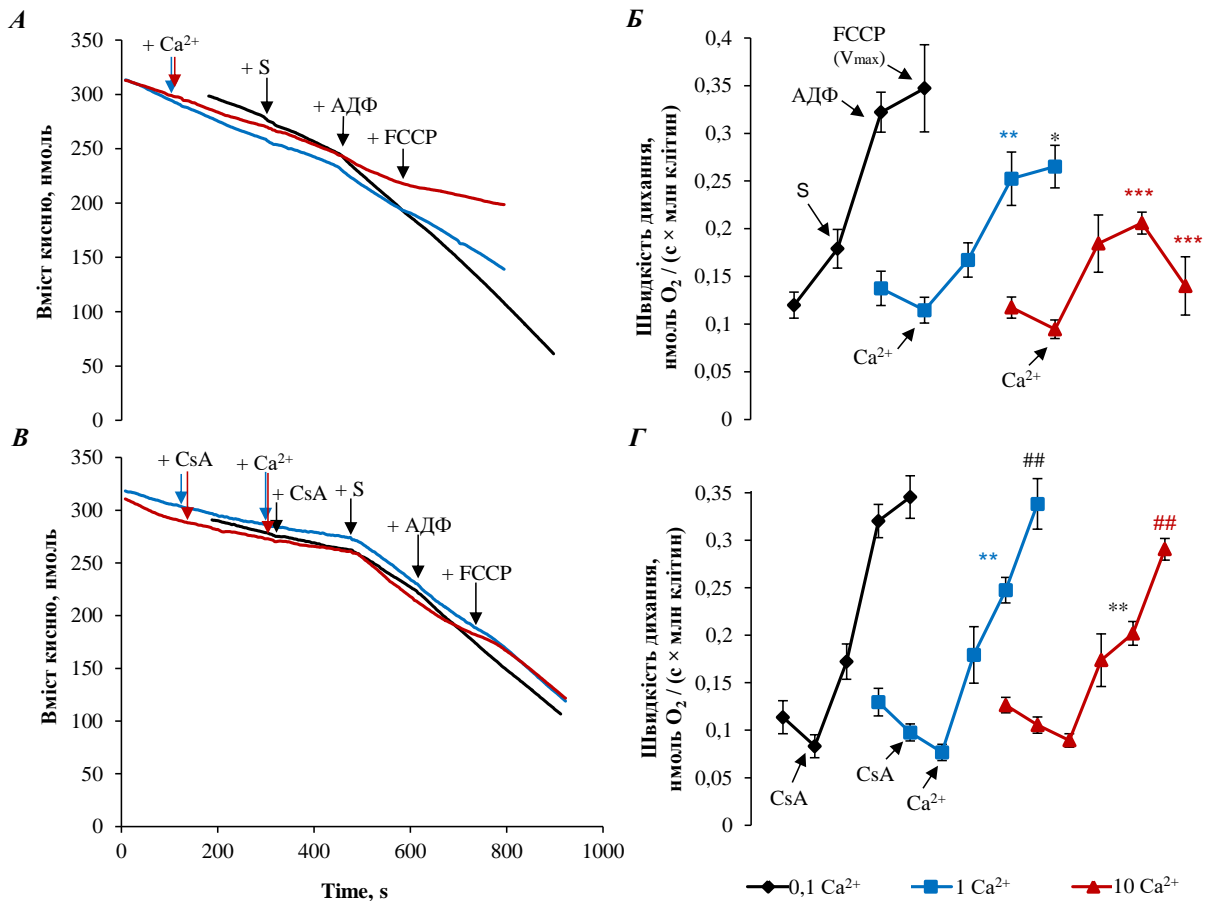 А
350
300
250
200
150
100
50
0
Вміст кисню, нмоль
+ Ca²⁺
+ S
+ АДФ
+ FCCP
Б
0,4
0,35
0,3
0,25
0,2
0,15
0,1
0,05
0
Швидкість дихання,
нмоль O₂ / (с × млн клітин)
FCCP
(Vmax)
АДФ
S
**
*
Ca²⁺
***
***
Ca²⁺
В
350
300
250
200
150
100
50
0
Вміст кисню, нмоль
+ CsA
+ Ca²⁺
+ CsA
+ S
+ АДФ
+ FCCP
0
200
400
600
800
1000
Time, s
Г
0,35
0,3
0,25
0,2
0,15
0,1
0,05
0
Швидкість дихання,
нмоль O₂ / (с × млн клітин)
##
##
**
**
CsA
CsA
Ca²⁺
0,1 Ca²⁺
1 Ca²⁺
10 Ca²⁺